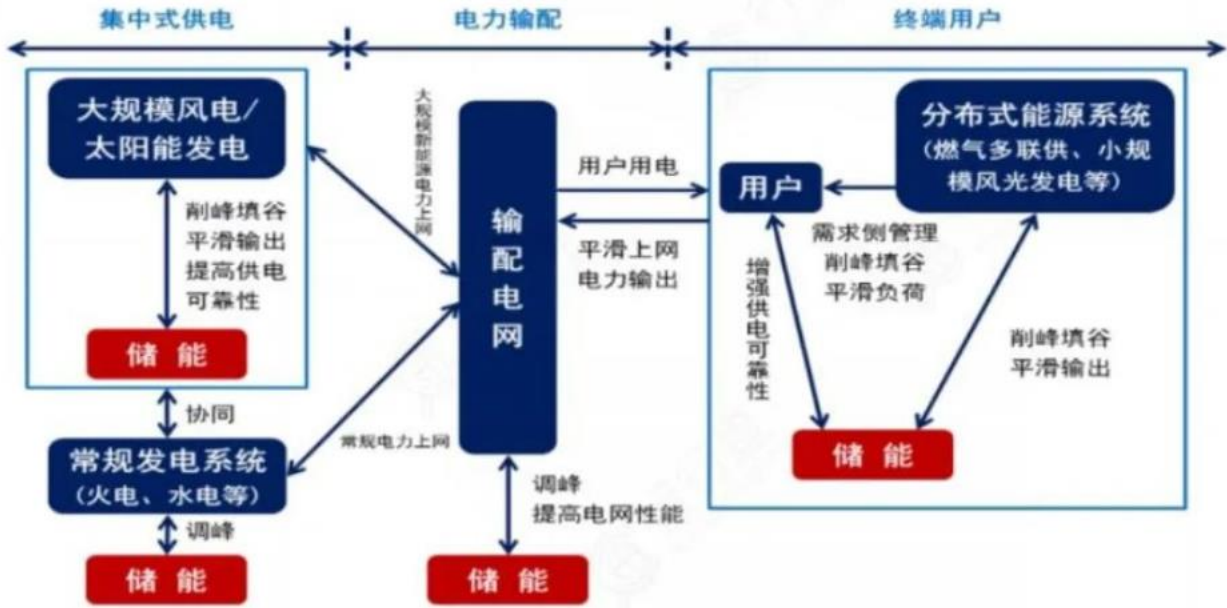 集中式供电
电力输配
终端用户
大规模风电/
太阳能发电
削峰填谷
平滑输出
提高供电
可靠性
储能
协同
常规发电系统
(火电、水电等)
调峰
储能
大规模新能源电力上网
常规电力上网
输配电网
调峰
提高电网性能
储能
用户用电
平滑上网
电力输出
用户
分布式能源系统
(燃气多联供、小规
模风光发电等)
需求侧管理
削峰填谷
平滑负荷
增强供电可靠性
削峰填谷
平滑输出
储能